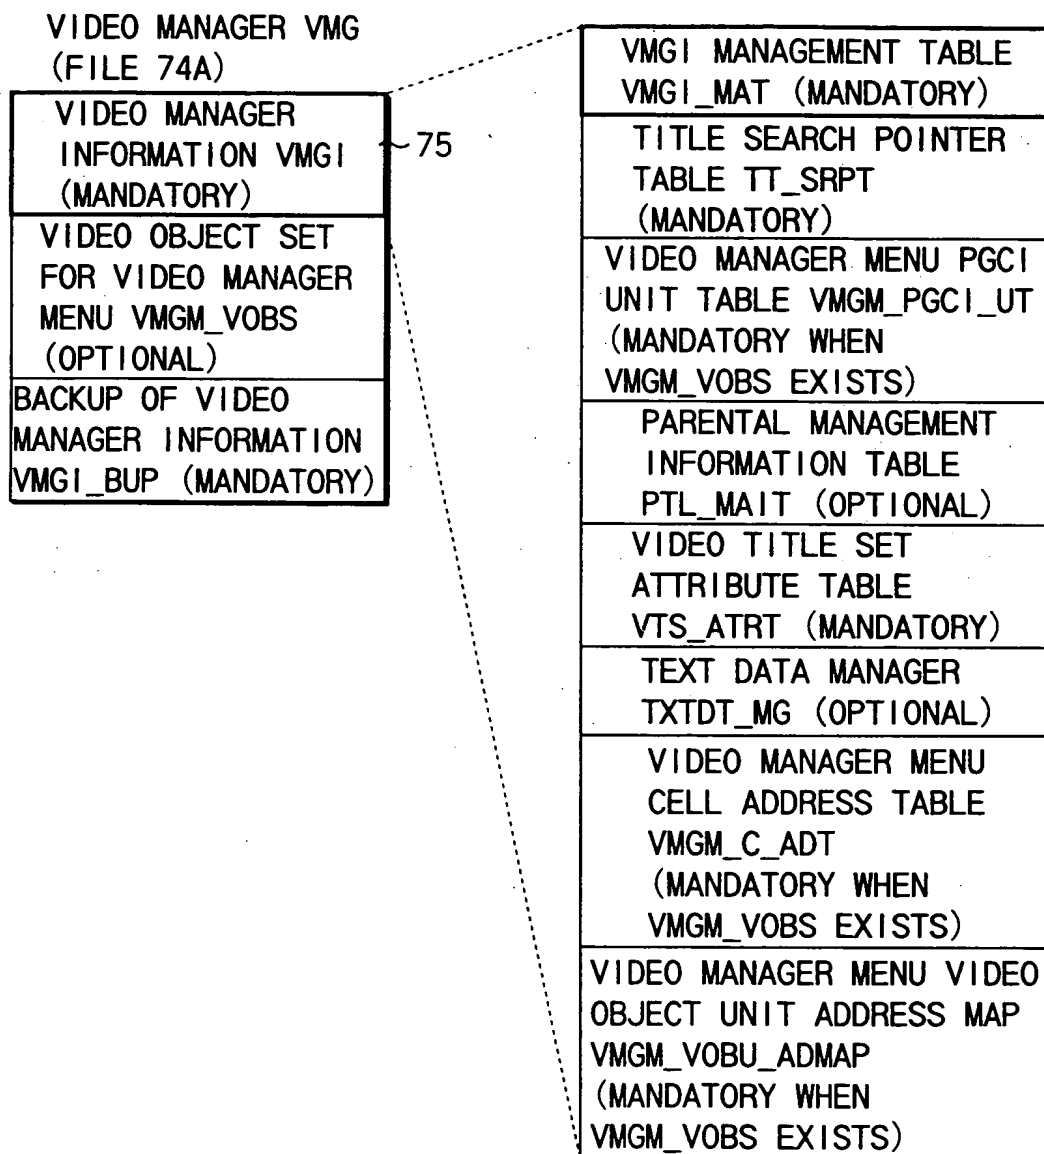 VIDEO MANAGER VMG
(FILE 74A)
VIDEO MANAGER
INFORMATION VMGI
(MANDATORY)
75
VIDEO OBJECT SET
FOR VIDEO MANAGER
MENU VMGM_VOBS
(OPTIONAL)
BACKUP OF VIDEO
MANAGER INFORMATION
VMGI_BUP (MANDATORY)
VMGI MANAGEMENT TABLE
VMGI_MAT (MANDATORY)
TITLE SEARCH POINTER
TABLE TT_SRPT
(MANDATORY)
VIDEO MANAGER MENU PGCI
UNIT TABLE VMGM_PGCI_UT
(MANDATORY WHEN
VMGM_VOBS EXISTS)
PARENTAL MANAGEMENT
INFORMATION TABLE
PTL_MAIT (OPTIONAL)
VIDEO TITLE SET
ATTRIBUTE TABLE
VTS_ATRT (MANDATORY)
TEXT DATA MANAGER
TXTDT_MG (OPTIONAL)
VIDEO MANAGER MENU
CELL ADDRESS TABLE
VMGM_C_ADT
(MANDATORY WHEN
VMGM_VOBS EXISTS)
VIDEO MANAGER MENU VIDEO
OBJECT UNIT ADDRESS MAP
VMGM_VOBU_ADMAP
(MANDATORY WHEN
VMGM_VOBS EXISTS)